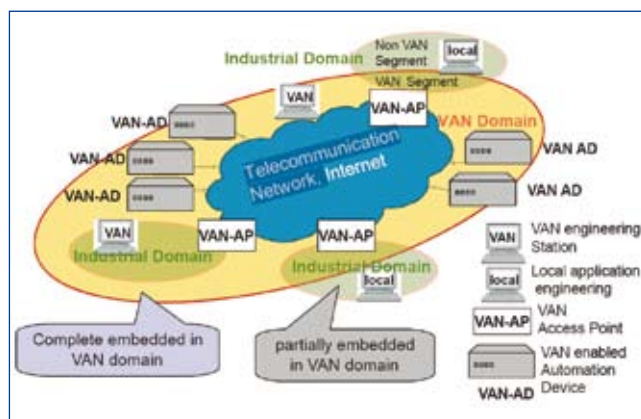 Industrial Domain
Non VAN
Segment
local
VAN Segment
VAN
VAN-AP
VAN Domain
VAN-AD
VAN-AD
VAN-AD
Telecommunication
Network, Internet
VAN AD
VAN AD
VAN
VAN-AP
VAN-AP
Industrial Domain
Industrial Domain
local
Complete embedded in
VAN domain
partially embedded
in VAN domain
VAN
VAN engineering
Station
local
Local application
engineering
VAN-AP
VAN
Access Point
VAN enabled
Automation
Device
VAN-AD